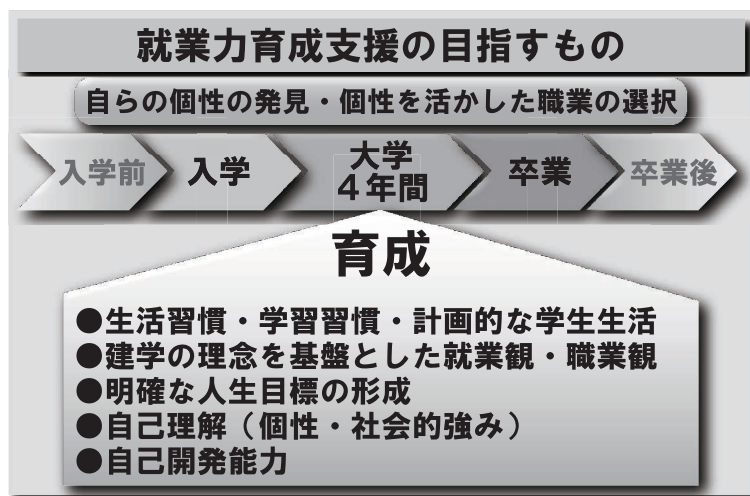 就業力育成支援の目指すもの
自らの個性の発見・個性を活かした職業の選択
入学前
入学
大学
4年間
卒業
卒業後
育成
●生活習慣・学習習慣・計画的な学生生活
●建学の理念を基盤とした就業観・職業観
●明確な人生目標の形成
●自己理解（個性・社会的強み）
●自己開発能力